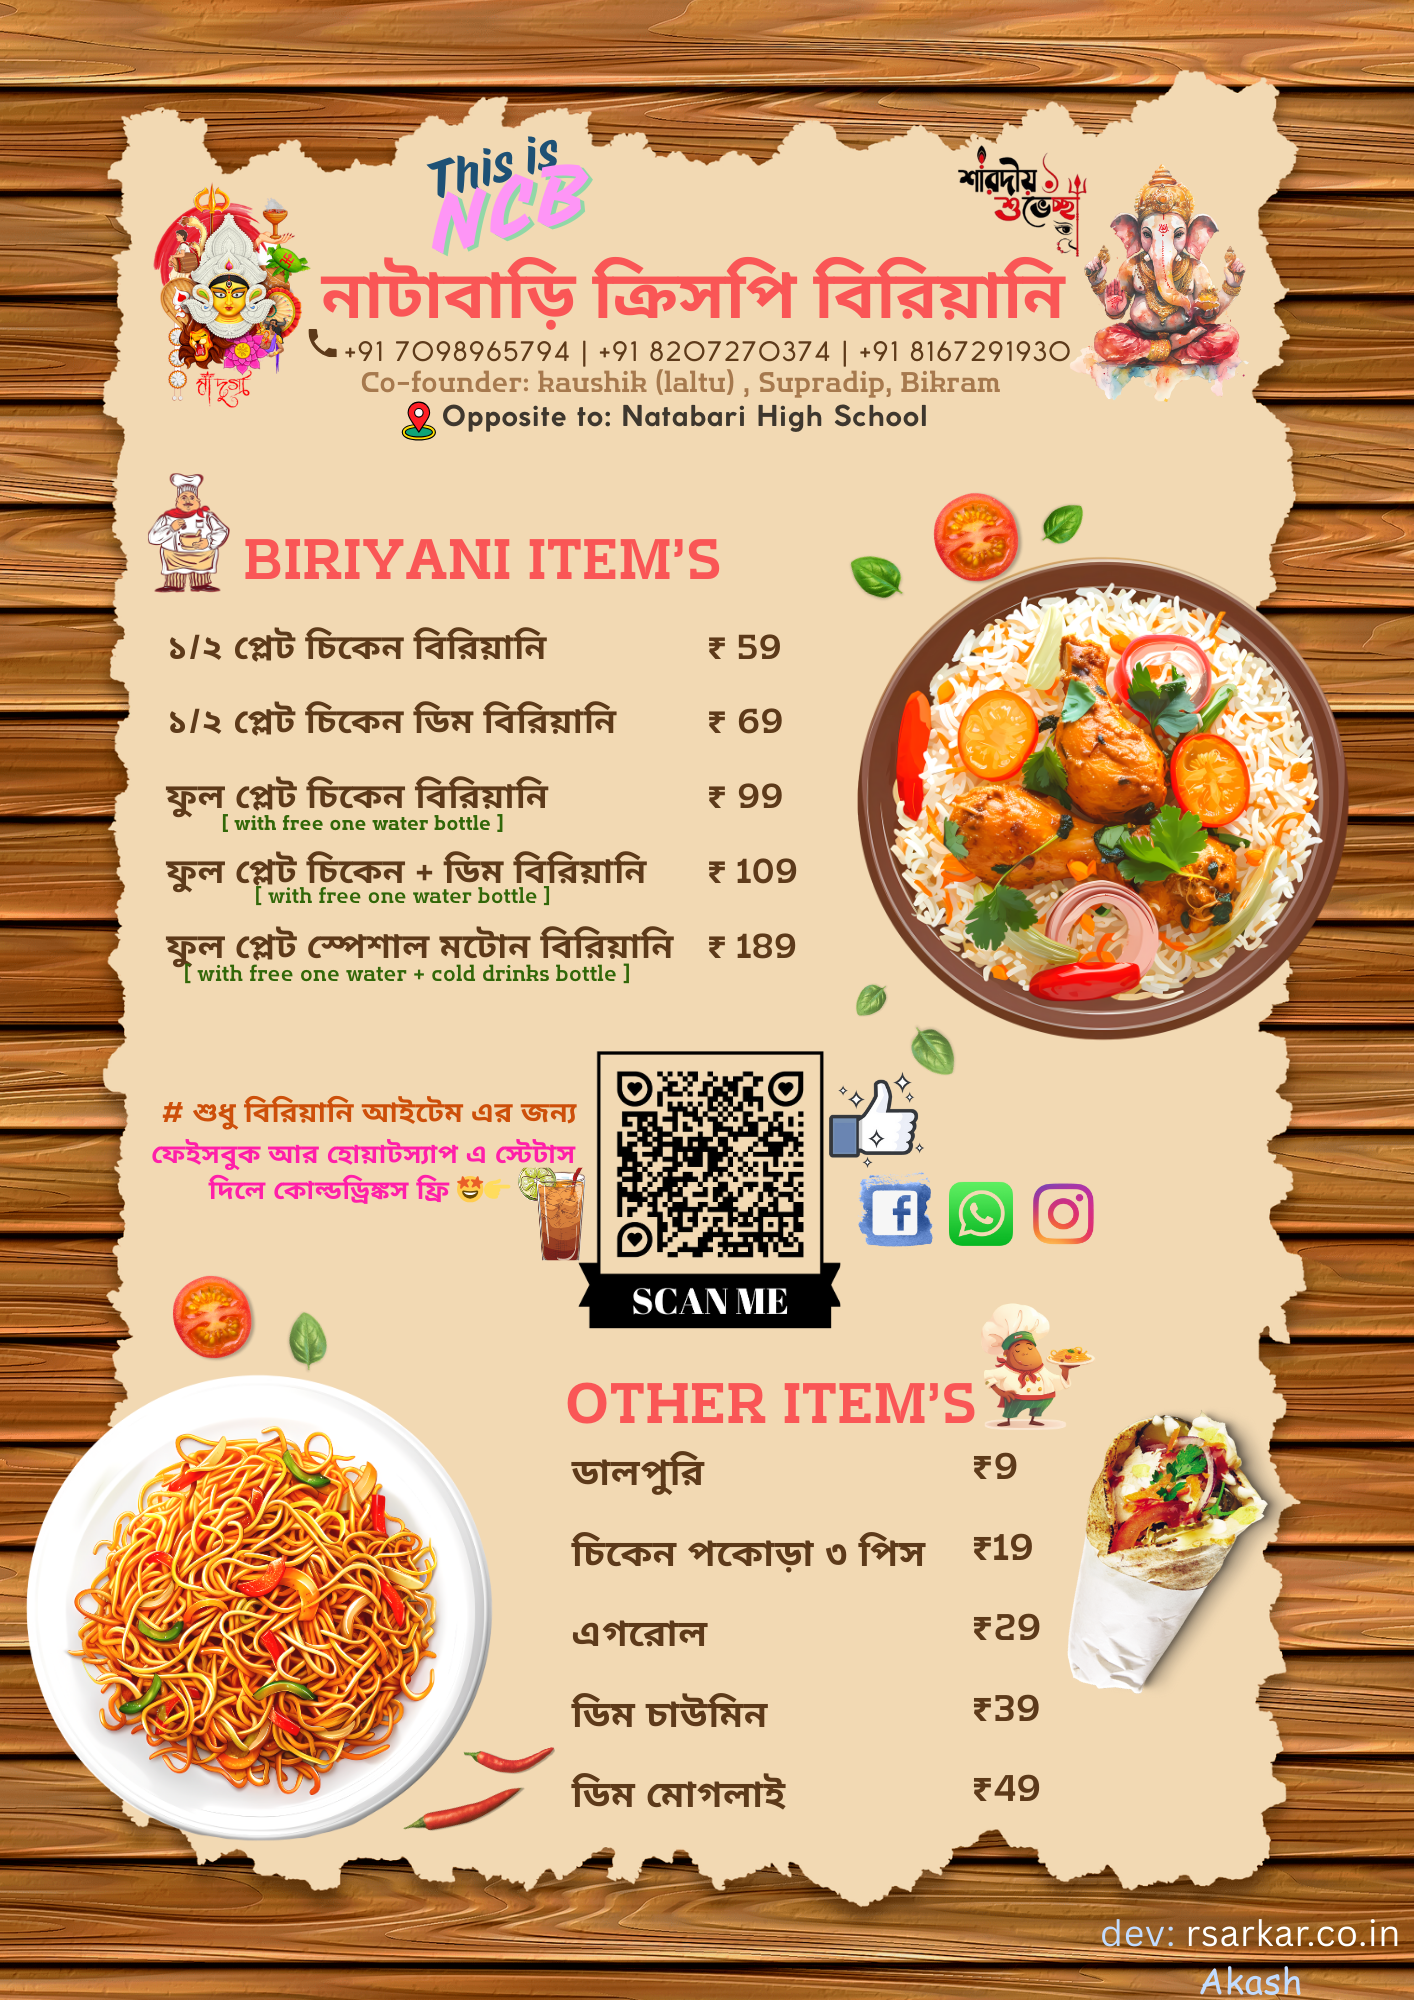 This is
NCB
শারদীয়
শুভেচ্ছা
নাটাবাড়ি ক্রিসপি বিরিয়ানি
+91 7098965794 | +91 8207270374 | +91 8167291930
Co-founder: kaushik (laltu) , Supradip, Bikram
মা দুর্গা
Opposite to: Natabari High School
BIRIYANI ITEM'S
১/২ প্লেট চিকেন বিরিয়ানি ₹ 59
১/২ প্লেট চিকেন ডিম বিরিয়ানি ₹ 69
ফুল প্লেট চিকেন বিরিয়ানি ₹ 99
[ with free one water bottle ]
ফুল প্লেট চিকেন + ডিম বিরিয়ানি ₹ 109
[ with free one water bottle ]
ফুল প্লেট স্পেশাল মটোন বিরিয়ানি ₹ 189
[ with free one water + cold drinks bottle ]
# শুধু বিরিয়ানি আইটেম এর জন্য
ফেইসবুক আর হোয়াটস্যাপ এ স্টেটাস
দিলে কোল্ডড্রিঙ্কস ফ্রি 🤩👉
SCAN ME
OTHER ITEM'S
ডালপুরি ₹9
চিকেন পকোড়া ৩ পিস ₹19
এগরোল ₹29
ডিম চাউমিন ₹39
ডিম মোগলাই ₹49
dev: rsarkar.co.in
Akash